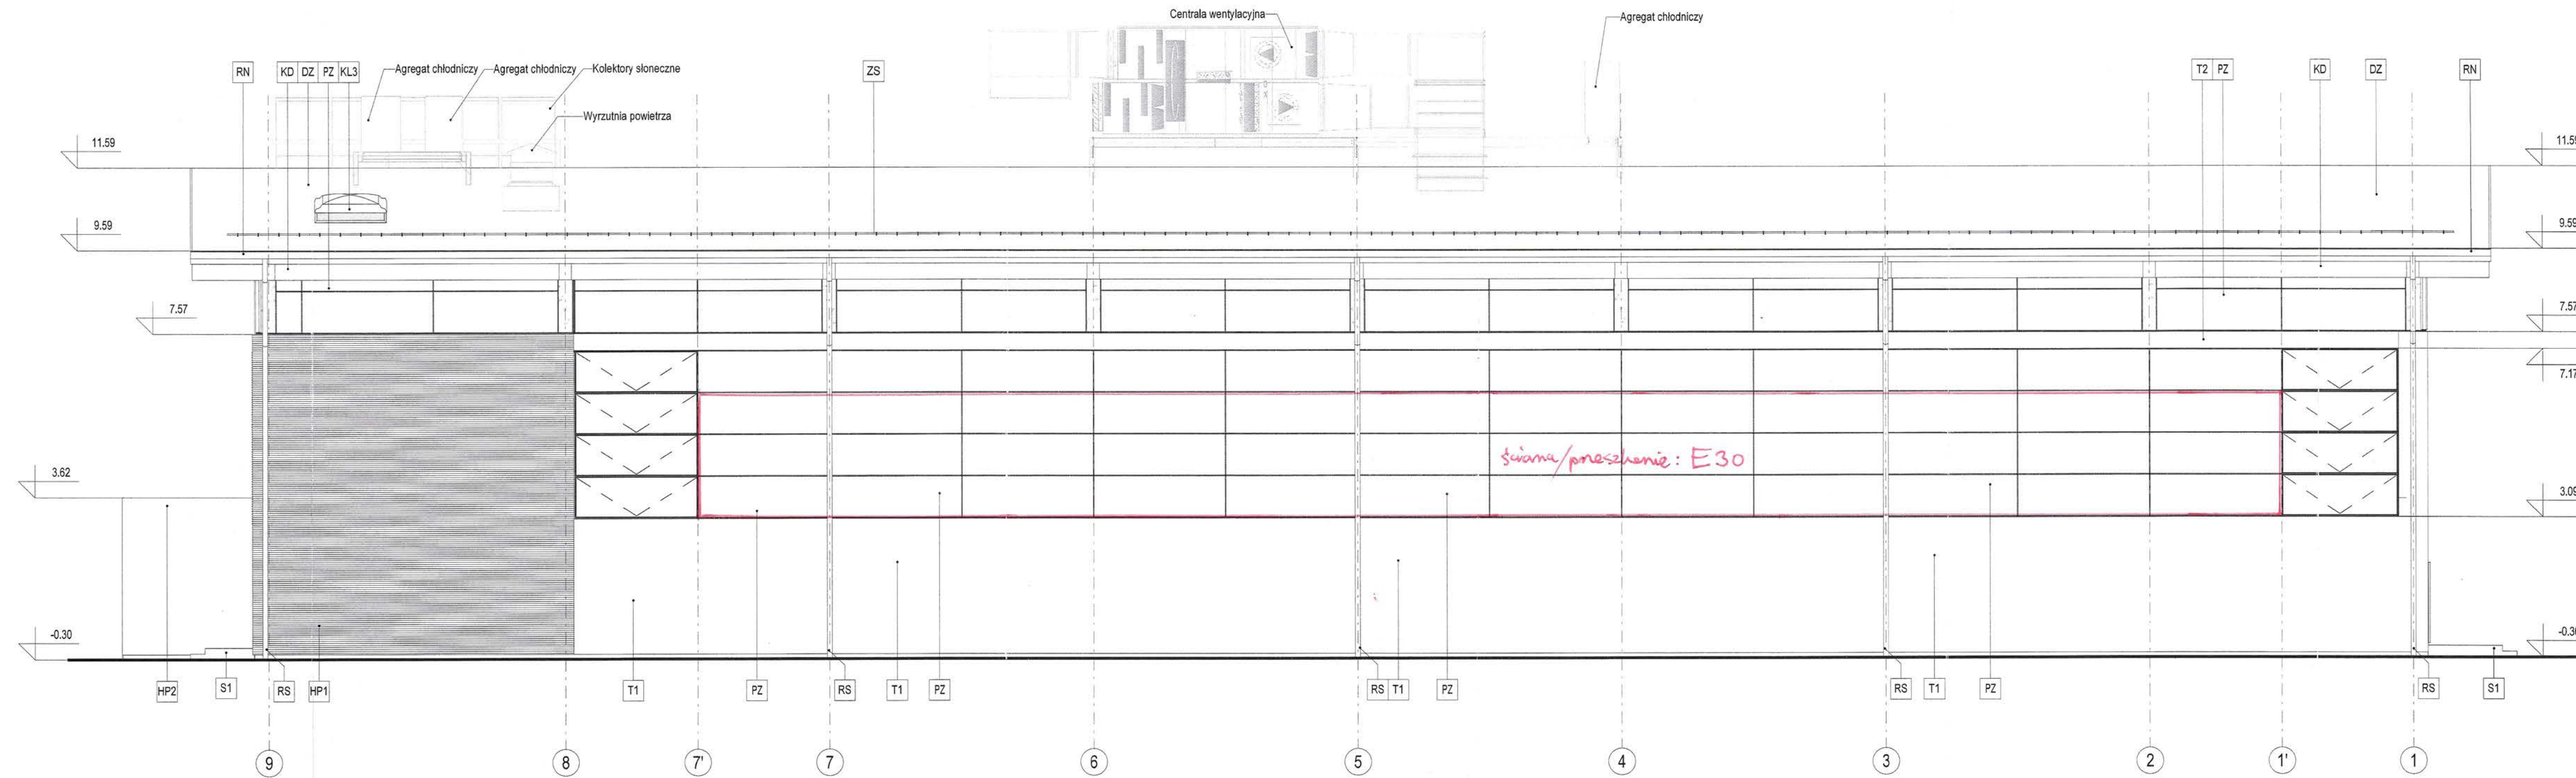 Centrala wentylacyjna
Agregat chłodniczy
RN KD DZ PZ KL3
Agregat chłodniczy Agregat chłodniczy Kolektory słoneczne
ZS
T2 PZ KD DZ RN
Wyrzutnia powietrza
11.59 11.59
9.59 9.59
7.57 7.57
7.17
ściana/przeszklenie: E30
3.62 3.09
-0.30 -0.30
HP2 S1 RS HP1 T1 PZ RS T1 PZ RS T1 PZ RS T1 PZ RS S1
9 8 7' 7 6 5 4 3 2 1' 1